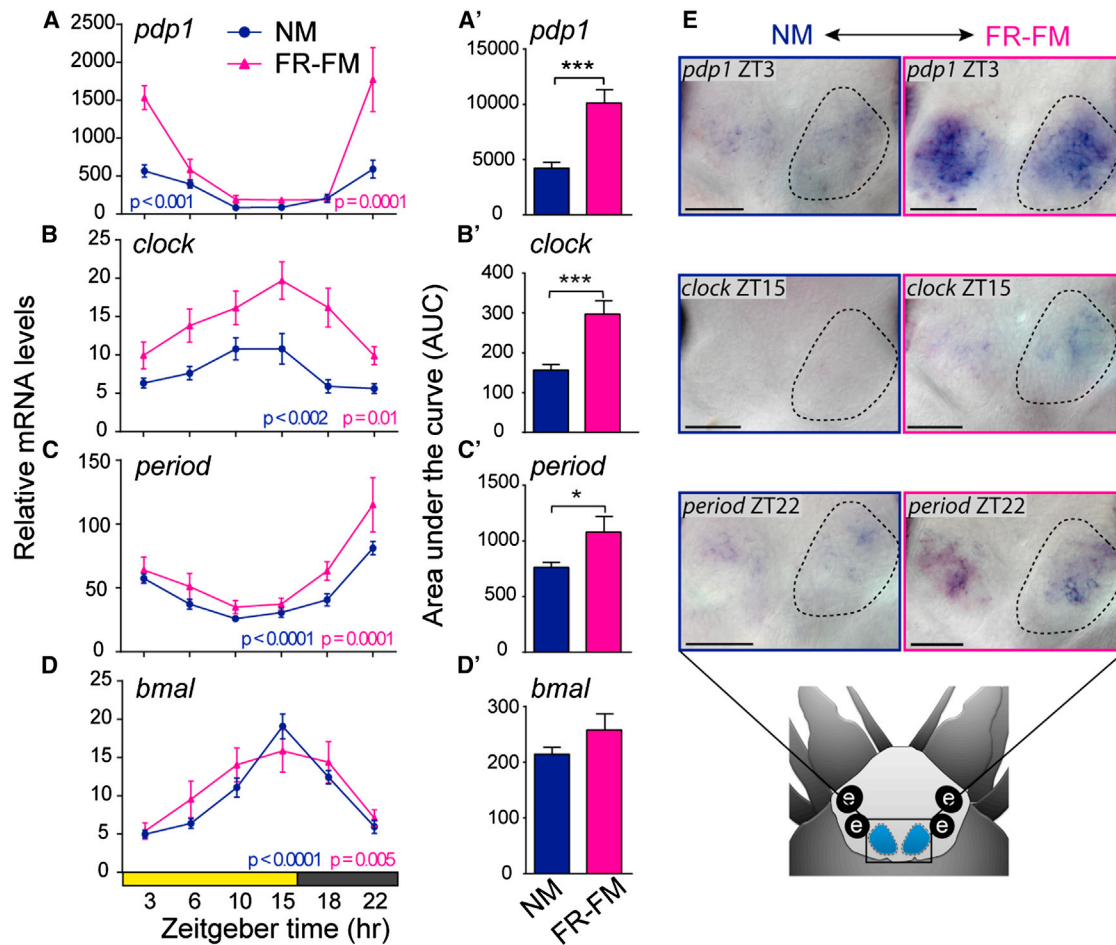 A
pdp1
NM
FR-FM
2500
2000
1500
1000
500
0
p<0.001
p=0.0001
B
clock
25
20
15
10
5
0
p<0.002
p=0.01
C
period
150
100
50
0
p<0.0001
p=0.0001
D
bmal
25
20
15
10
5
0
p<0.0001
p=0.005
3 6 10 15 18 22
Zeitgeber time (hr)
Relative mRNA levels
A'
pdp1
15000
10000
5000
0
***
B'
clock
400
300
200
100
0
***
C'
period
1500
1000
500
0
*
D'
bmal
300
200
100
0
NM
FR-FM
Area under the curve (AUC)
E
NM FR-FM
pdp1 ZT3
pdp1 ZT3
clock ZT15
clock ZT15
period ZT22
period ZT22
e e
e e